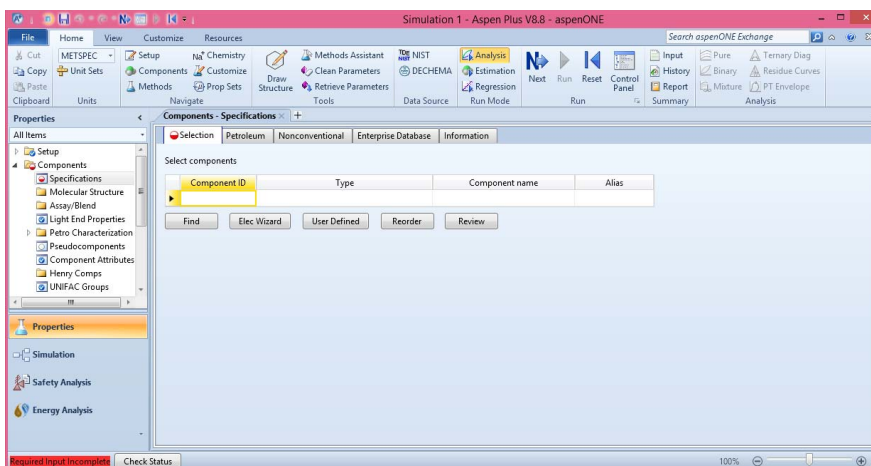 Simulation 1 - Aspen Plus V8.8 - aspenONE
File Home View Customize Resources Search aspenONE Exchange
Cut METSPEC Setup Na+ Chemistry Methods Assistant NIST Analysis Input Pure Ternary Diag
Copy Unit Sets Components Customize Clean Parameters DECHEMA Estimation History Binary Residue Curves
Paste Methods Prop Sets Draw Structure Retrieve Parameters Regression Next Run Reset Control Panel Report Mixture PT Envelope
Clipboard Units Navigate Tools Data Source Run Mode Run Summary Analysis
Properties < Components - Specifications × +
All Items Selection Petroleum Nonconventional Enterprise Database Information
Setup
Components
Specifications
Molecular Structure
Assay/Blend
Light End Properties
Petro Characterization
Pseudocomponents
Component Attributes
Henry Comps
UNIFAC Groups
Select components
Component ID Type Component name Alias
Find Elec Wizard User Defined Reorder Review
Properties
Simulation
Safety Analysis
Energy Analysis
Required Input Incomplete Check Status 100%